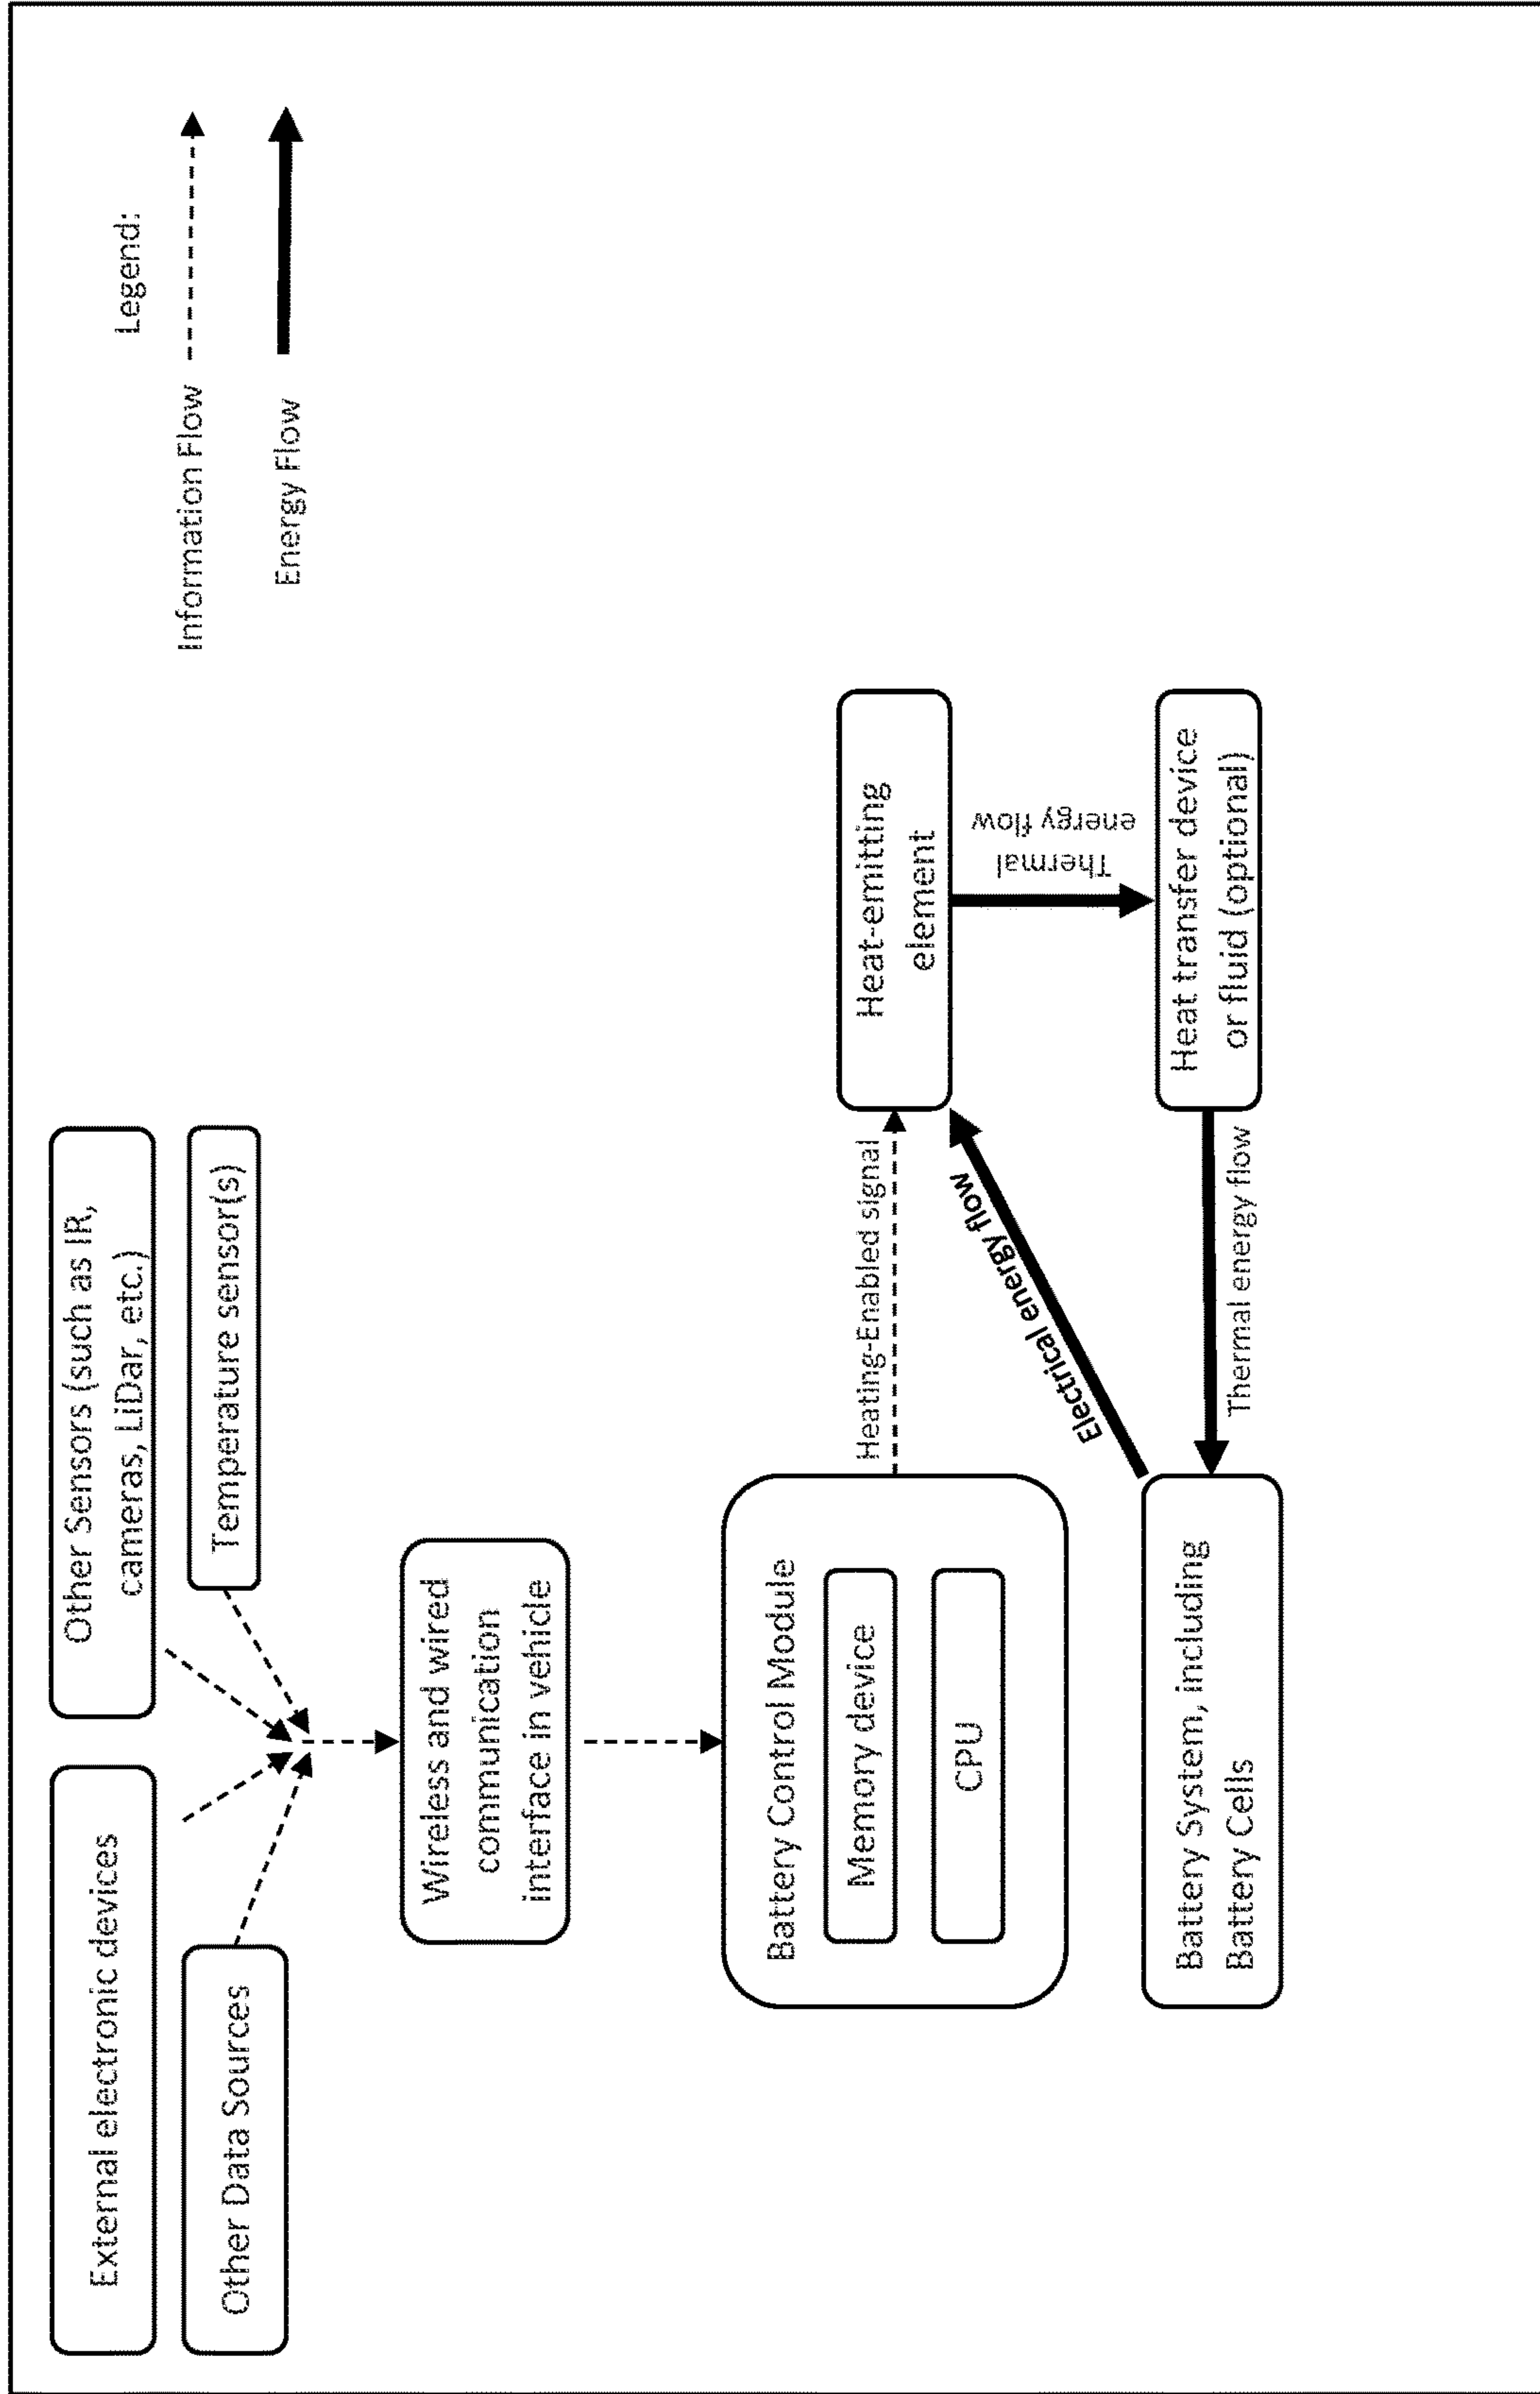 External electronic devices
Other Sensors (such as IR,
cameras, LiDar, etc.)
Other Data Sources
Temperature sensor(s)
Legend:
Information Flow
Energy Flow
Wireless and wired
communication
interface in vehicle
Battery Control Module
Memory device
CPU
Heating-Enabled signal
Heat-emitting
element
Electrical energy flow
Thermal
energy flow
Battery System, including
Battery Cells
Thermal energy flow
Heat transfer device
or fluid (optional)